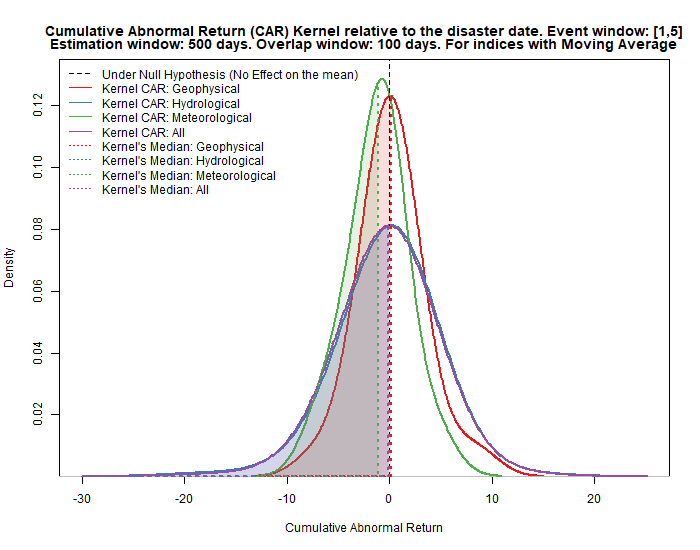 Cumulative Abnormal Return (CAR) Kernel relative to the disaster date. Event window: [1,5]
Estimation window: 500 days. Overlap window: 100 days. For indices with Moving Average
Under Null Hypothesis (No Effect on the mean)
Kernel CAR: Geophysical
Kernel CAR: Hydrological
Kernel CAR: Meteorological
Kernel CAR: All
Kernel's Median: Geophysical
Kernel's Median: Hydrological
Kernel's Median: Meteorological
Kernel's Median: All
0.12
0.10
0.08
0.06
0.04
0.02
Density
-30 -20 -10 0 10 20
Cumulative Abnormal Return